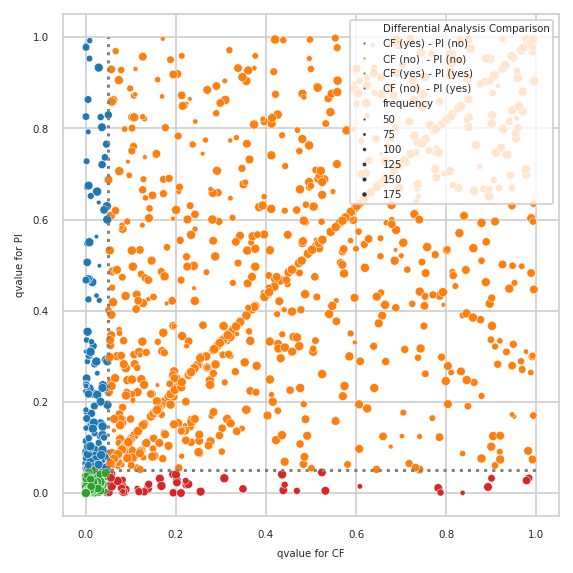 Differential Analysis Comparison
CF (yes) - PI (no)
CF (no)  - PI (no)
CF (yes) - PI (yes)
CF (no)  - PI (yes)
frequency
50
75
100
125
150
175
qvalue for PI
1.0
0.8
0.6
0.4
0.2
0.0
0.0 0.2 0.4 0.6 0.8 1.0
qvalue for CF